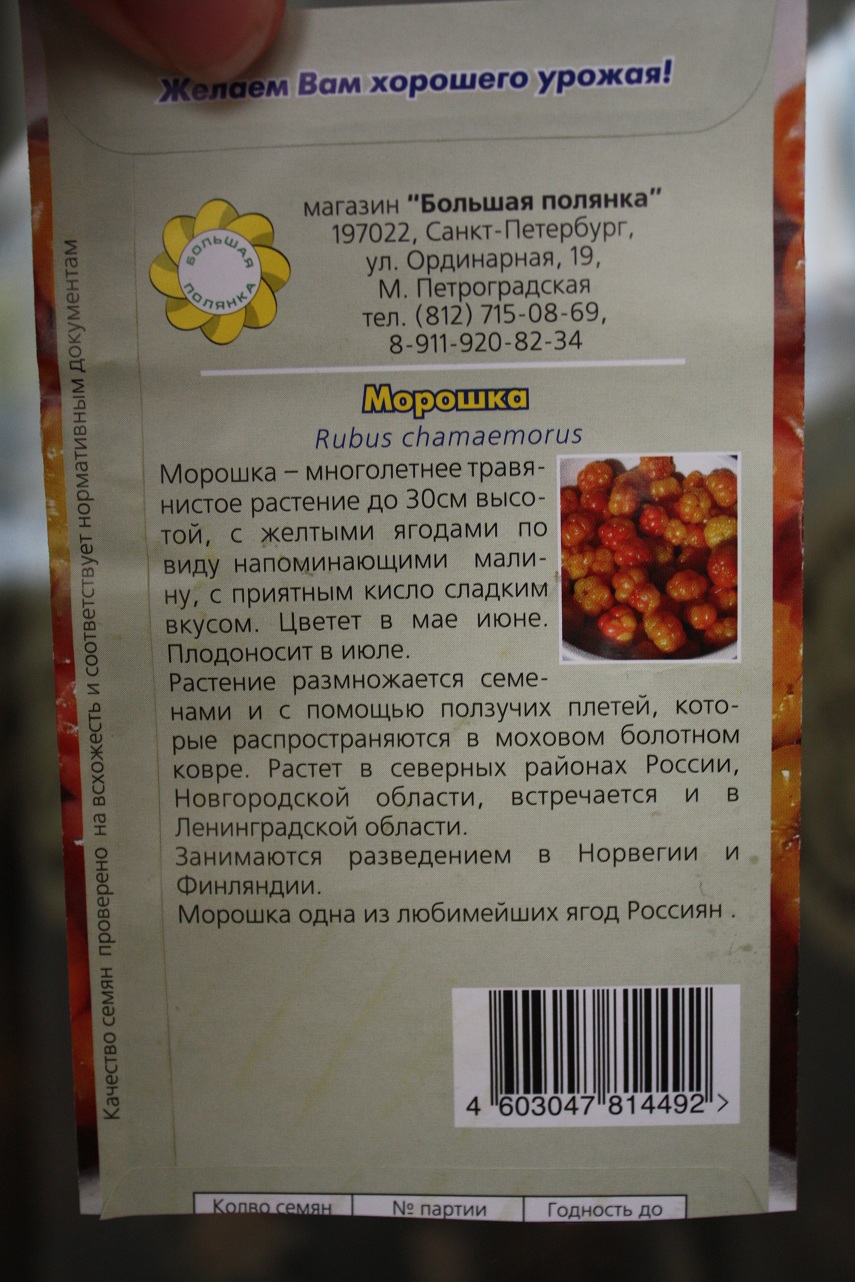 Желаем Вам хорошего урожая!
БОЛЬШАЯ
ПОЛЯНКА
магазин "Большая полянка"
197022, Санкт-Петербург,
ул. Ординарная, 19,
М. Петроградская
тел. (812) 715-08-69,
8-911-920-82-34
Морошка
Rubus chamaemorus
Морошка – многолетнее травя-
нистое растение до 30см высо-
той, с желтыми ягодами по
виду напоминающими мали-
ну, с приятным кисло сладким
вкусом. Цветет в мае июне.
Плодоносит в июле.
Растение размножается семе-
нами и с помощью ползучих плетей, кото-
рые распространяются в моховом болотном
ковре. Растет в северных районах России,
Новгородской области, встречается и в
Ленинградской области.
Занимаются разведением в Норвегии и
Финляндии.
Морошка одна из любимейших ягод Россиян .
Качество семян проверено на всхожесть и соответствует нормативным документам
4 603047 814492 >
Колво семян
№ партии
Годность до